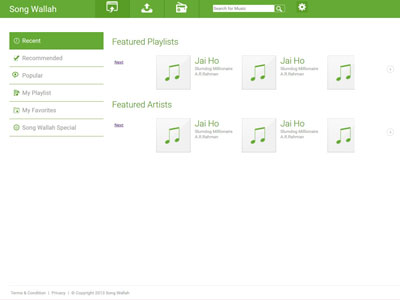 Song Wallah
Search for Music
Recent
Recommended
Popular
My Playlist
My Favorites
Song Wallah Special
Featured Playlists
Next
Jai Ho
Slumdog Millionaire
A.R.Rahman
Jai Ho
Slumdog Millionaire
A.R.Rahman
Featured Artists
Next
Jai Ho
Slumdog Millionaire
A.R.Rahman
Jai Ho
Slumdog Millionaire
A.R.Rahman
Terms & Condition | Privacy | © Copyright 2013 Song Wallah